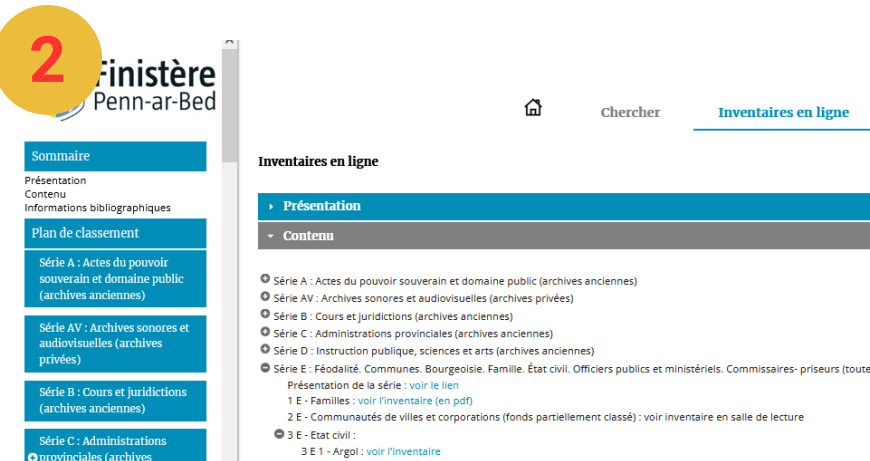 2
Finistère
Penn-ar-Bed
Chercher
Inventaires en ligne
Sommaire
Présentation
Contenu
Informations bibliographiques
Plan de classement
Série A : Actes du pouvoir
souverain et domaine public
(archives anciennes)
Série AV : Archives sonores et
audiovisuelles (archives
privées)
Série B : Cours et juridictions
(archives anciennes)
Série C : Administrations
provinciales (archives
Inventaires en ligne
Présentation
Contenu
Série A : Actes du pouvoir souverain et domaine public (archives anciennes)
Série AV : Archives sonores et audiovisuelles (archives privées)
Série B : Cours et juridictions (archives anciennes)
Série C : Administrations provinciales (archives anciennes)
Série D : Instruction publique, sciences et arts (archives anciennes)
Série E : Féodalité. Communes. Bourgeoisie. Famille. État civil. Officiers publics et ministériels. Commissaires- priseurs (toute
Présentation de la série : voir le lien
1 E - Familles : voir l'inventaire (en pdf)
2 E - Communautés de villes et corporations (fonds partiellement classé) : voir inventaire en salle de lecture
3 E - Etat civil :
3 E 1 - Argol : voir l'inventaire